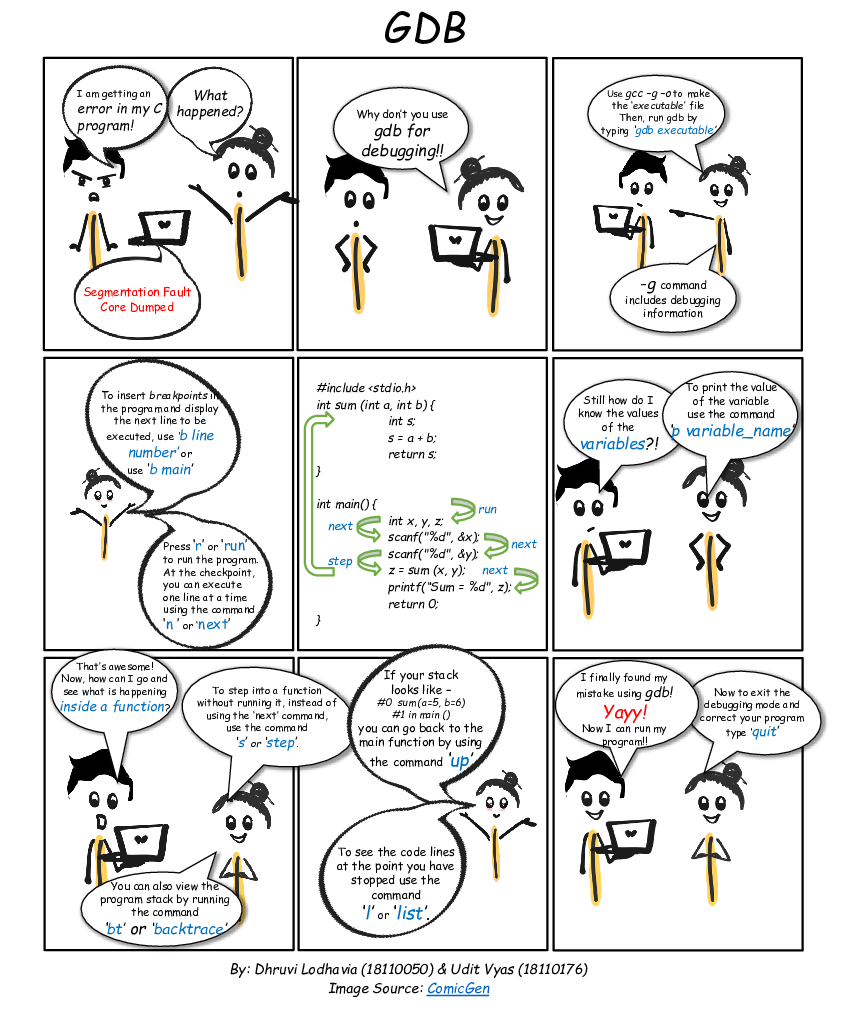 GDB
I am getting an
error in my C
program!
What
happened?
Segmentation Fault
Core Dumped
Why don't you use
gdb for
debugging!!
Use gcc –g –o to make
the 'executable' file
Then, run gdb by
typing 'gdb executable'
–g command
includes debugging
information
To insert breakpoints in
the program and display
the next line to be
executed, use 'b line
number' or
use 'b main'
Press 'r' or 'run'
to run the program.
At the checkpoint,
you can execute
one line at a time
using the command
'n ' or 'next'
#include <stdio.h>
int sum (int a, int b) {
int s;
s = a + b;
return s;
}
int main() {
run
int x, y, z;
next
scanf("%d", &x);
next
scanf("%d", &y);
step
z = sum (x, y);
next
printf("Sum = %d", z);
return 0;
}
Still how do I
know the values
of the
variables?!
To print the value
of the variable
use the command
'p variable_name'
That's awesome!
Now, how can I go and
see what is happening
inside a function?
To step into a function
without running it, instead of
using the 'next' command,
use the command
's' or 'step'.
You can also view the
program stack by running
the command
'bt' or 'backtrace'
If your stack
looks like –
#0 sum (a=5, b=6)
#1 in main ()
you can go back to the
main function by using
the command 'up'
To see the code lines
at the point you have
stopped use the
command
'l' or 'list'.
I finally found my
mistake using gdb!
Yayy!
Now I can run my
program!!
Now to exit the
debugging mode and
correct your program
type 'quit'
By: Dhruvi Lodhavia (18110050) & Udit Vyas (18110176)
Image Source: ComicGen